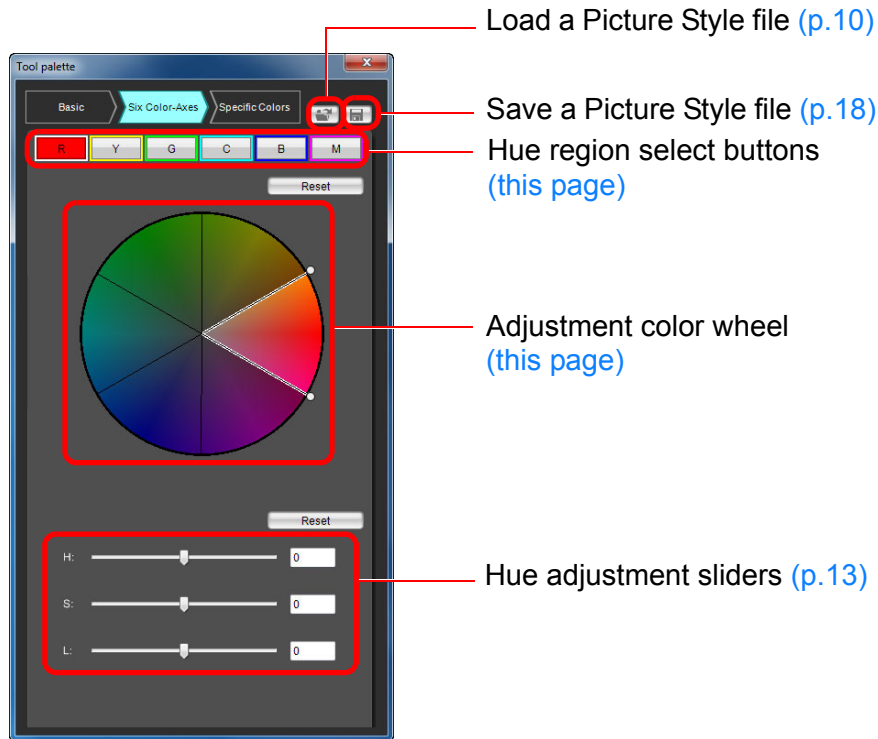 Load a Picture Style file (p.10)
Tool palette
Basic
Six Color-Axes
Specific Colors
Save a Picture Style file (p.18)
R Y G C B M
Hue region select buttons
(this page)
Reset
Adjustment color wheel
(this page)
Reset
H: 0
Hue adjustment sliders (p.13)
S: 0
L: 0